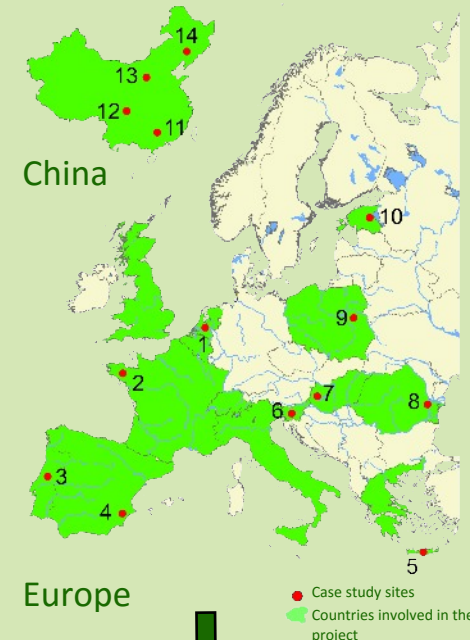 14
13
12
11
China
10
9
1
2
7
8
6
3
4
5
Europe
Case study sites
Countries involved in the
project